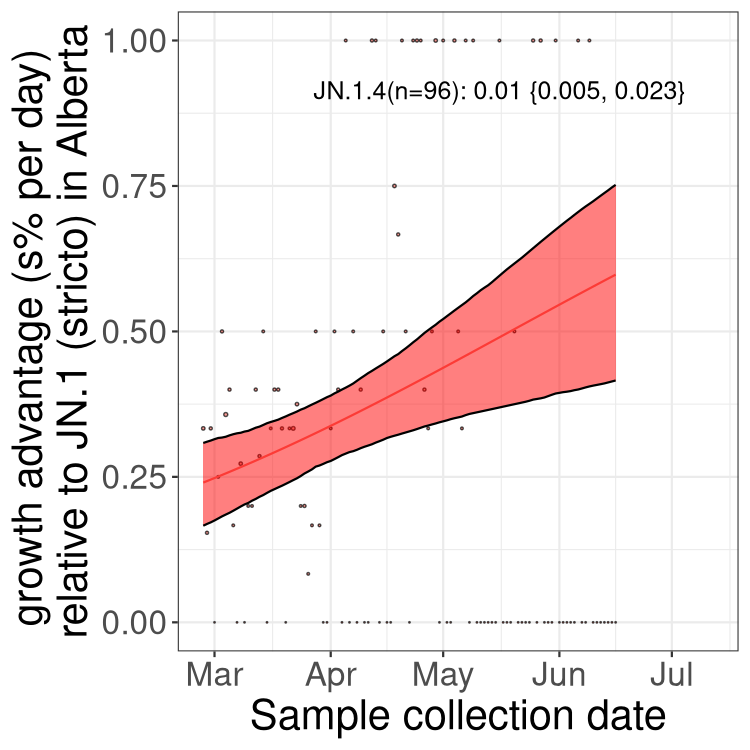 growth advantage (s% per day)
relative to JN.1 (stricto) in Alberta
1.00
0.75
0.50
0.25
0.00
JN.1.4(n=96): 0.01 {0.005, 0.023}
Mar Apr May Jun Jul
Sample collection date